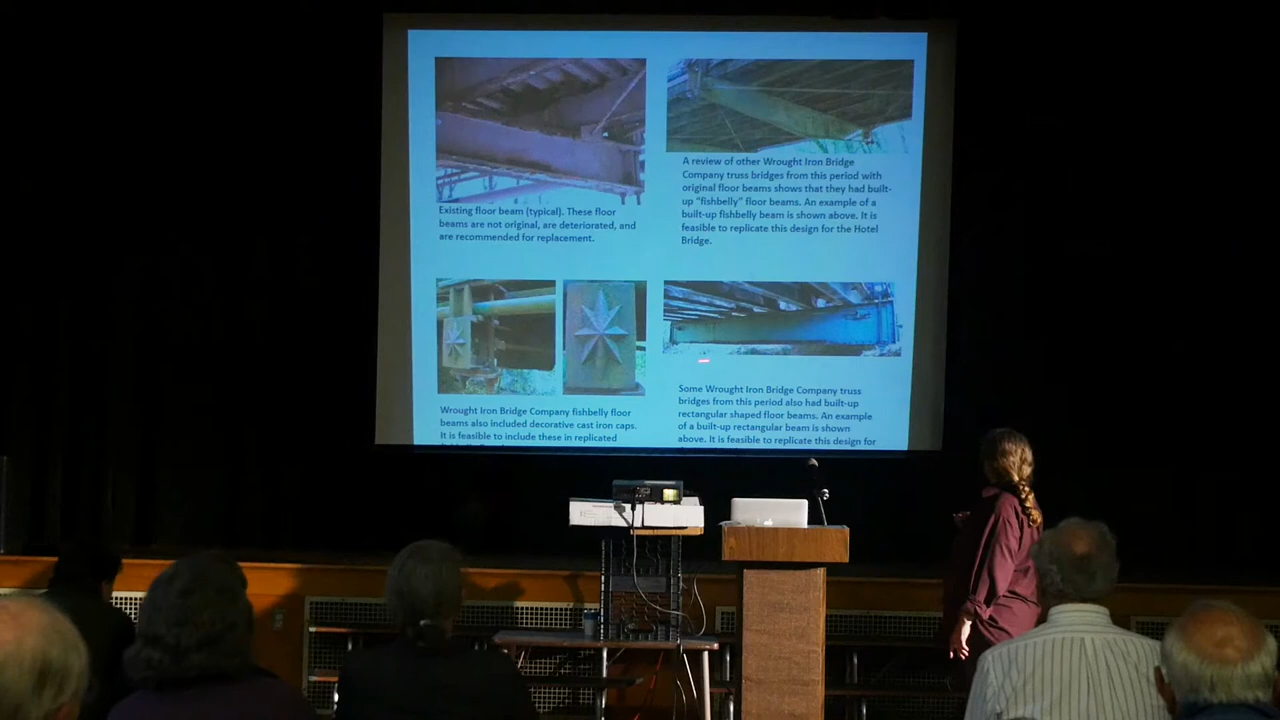 Existing floor beam (typical). These floor
beams are not original, are deteriorated, and
are recommended for replacement.
A review of other Wrought Iron Bridge
Company truss bridges from this period with
original floor beams shows that they had built-
up “fishbelly” floor beams. An example of a
built-up fishbelly beam is shown above. It is
feasible to replicate this design for the Hotel
Bridge.
Wrought Iron Bridge Company fishbelly floor
beams also included decorative cast iron caps.
It is feasible to include these in replicated
Some Wrought Iron Bridge Company truss
bridges from this period also had built-up
rectangular shaped floor beams. An example
of a built-up rectangular beam is shown
above. It is feasible to replicate this design for